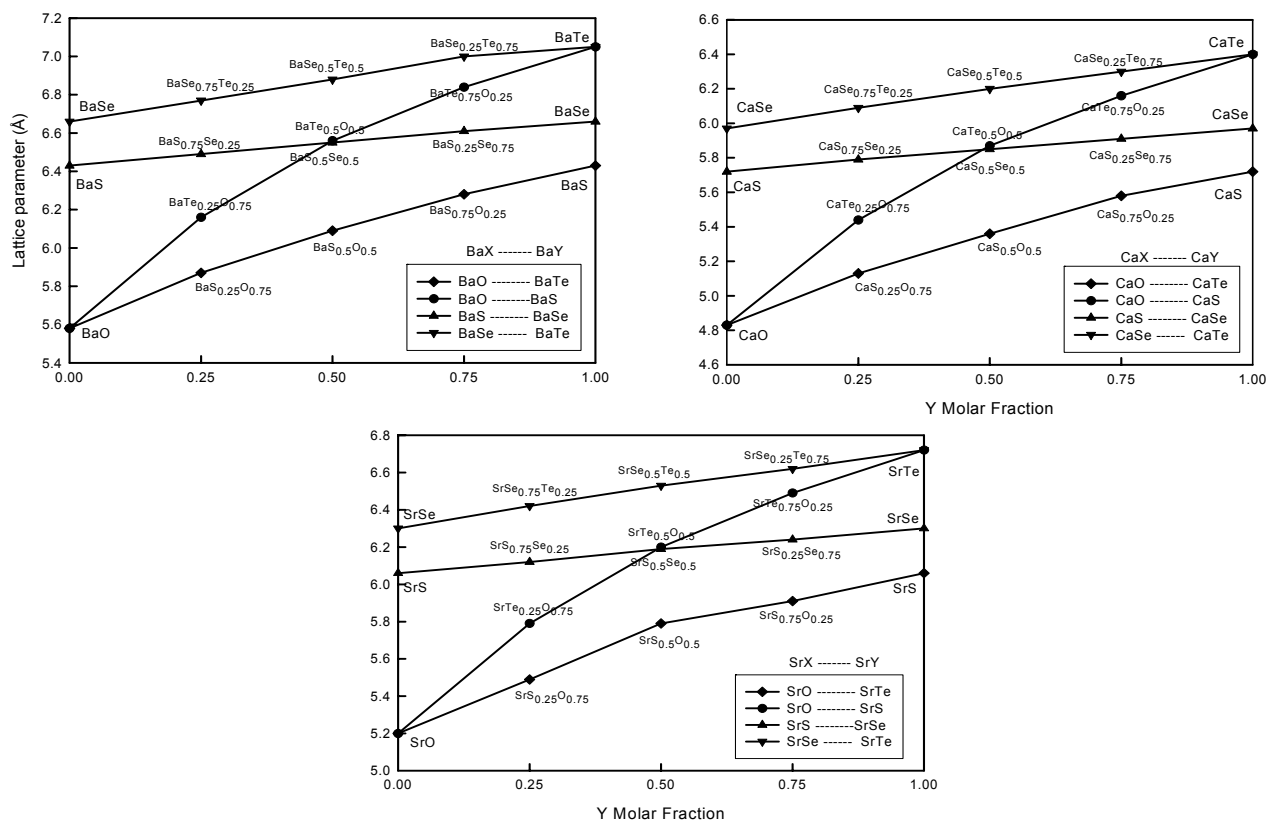 Lattice parameter (Å)
7.2
7.0
6.8
6.6
6.4
6.2
6.0
5.8
5.6
5.4
0.00 0.25 0.50 0.75 1.00
BaSe
BaSe0.75Te0.25
BaSe0.5Te0.5
BaSe0.25Te0.75
BaTe
BaTe0.75O0.25
BaSe
BaS0.75Se0.25
BaTe0.5O0.5
BaS0.5Se0.5
BaS0.25Se0.75
BaS
BaS
BaTe0.25O0.75
BaS0.75O0.25
BaS0.5O0.5
BaS0.25O0.75
BaO
BaX ------- BaY
BaO -------- BaTe
BaO --------BaS
BaS -------- BaSe
BaSe ------ BaTe
6.6
6.4
6.2
6.0
5.8
5.6
5.4
5.2
5.0
4.8
4.6
0.00 0.25 0.50 0.75 1.00
Y Molar Fraction
CaSe
CaSe0.75Te0.25
CaSe0.5Te0.5
CaSe0.25Te0.75
CaTe
CaTe0.75O0.25
CaSe
CaS0.75Se0.25
CaTe0.5O0.5
CaS0.5Se0.5
CaS0.25Se0.75
CaS
CaS
CaTe0.25O0.75
CaS0.75O0.25
CaS0.5O0.5
CaS0.25O0.75
CaO
CaX ------- CaY
CaO -------- CaTe
CaO -------- CaS
CaS -------- CaSe
CaSe ------ CaTe
6.8
6.6
6.4
6.2
6.0
5.8
5.6
5.4
5.2
5.0
0.00 0.25 0.50 0.75 1.00
Y Molar Fraction
SrSe
SrSe0.75Te0.25
SrSe0.5Te0.5
SrSe0.25Te0.75
SrTe
SrTe0.75O0.25
SrSe
SrS0.75Se0.25
SrTe0.5O0.5
SrS0.5Se0.5
SrS0.25Se0.75
SrS
SrS
SrTe0.25O0.75
SrS0.75O0.25
SrS0.5O0.5
SrS0.25O0.75
SrO
SrX ------- SrY
SrO -------- SrTe
SrO -------- SrS
SrS --------SrSe
SrSe ------ SrTe